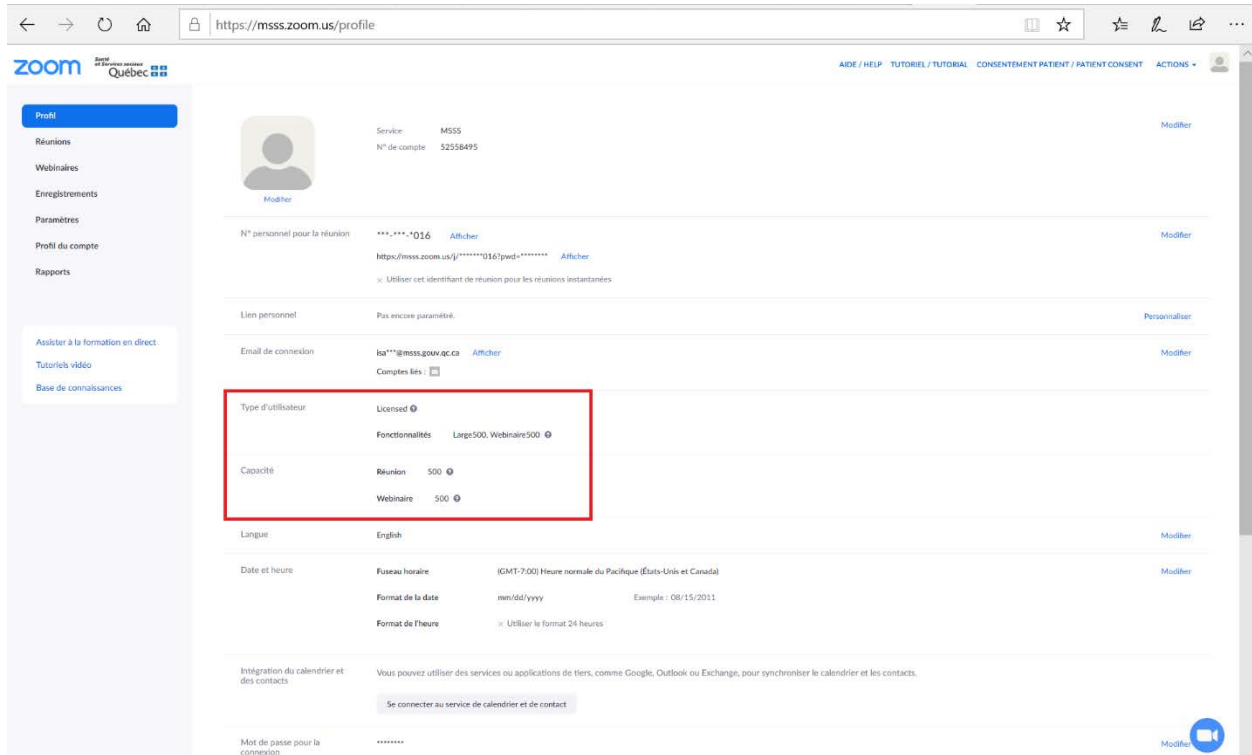 https://msss.zoom.us/profile
zoom
Santé
et Services sociaux
Québec
AIDE / HELP TUTORIEL / TUTORIAL CONSENTEMENT PATIENT / PATIENT CONSENT ACTIONS
Profil
Réunions
Webinaires
Enregistrements
Paramètres
Profil du compte
Rapports
Assister à la formation en direct
Tutoriels vidéo
Base de connaissances
Service MSSS
Modifier
N° de compte 52558495
Modifier
N° personnel pour la réunion ***-***-*016 Afficher Modifier
https://msss.zoom.us/j/*******016?pwd=******** Afficher
× Utiliser cet identifiant de réunion pour les réunions instantanées
Lien personnel Pas encore paramétré. Personnaliser
Email de connexion isa***@msss.gouv.qc.ca Afficher Modifier
Comptes liés :
Type d'utilisateur Licensed
Fonctionnalités Large500, Webinaire500
Capacité Réunion 500
Webinaire 500
Langue English Modifier
Date et heure Fuseau horaire (GMT-7:00) Heure normale du Pacifique (États-Unis et Canada) Modifier
Format de la date mm/dd/yyyy Exemple : 08/15/2011
Format de l'heure × Utiliser le format 24 heures
Intégration du calendrier et des contacts
Vous pouvez utiliser des services ou applications de tiers, comme Google, Outlook ou Exchange, pour synchroniser le calendrier et les contacts.
Se connecter au service de calendrier et de contact
Mot de passe pour la connexion ******** Modifier